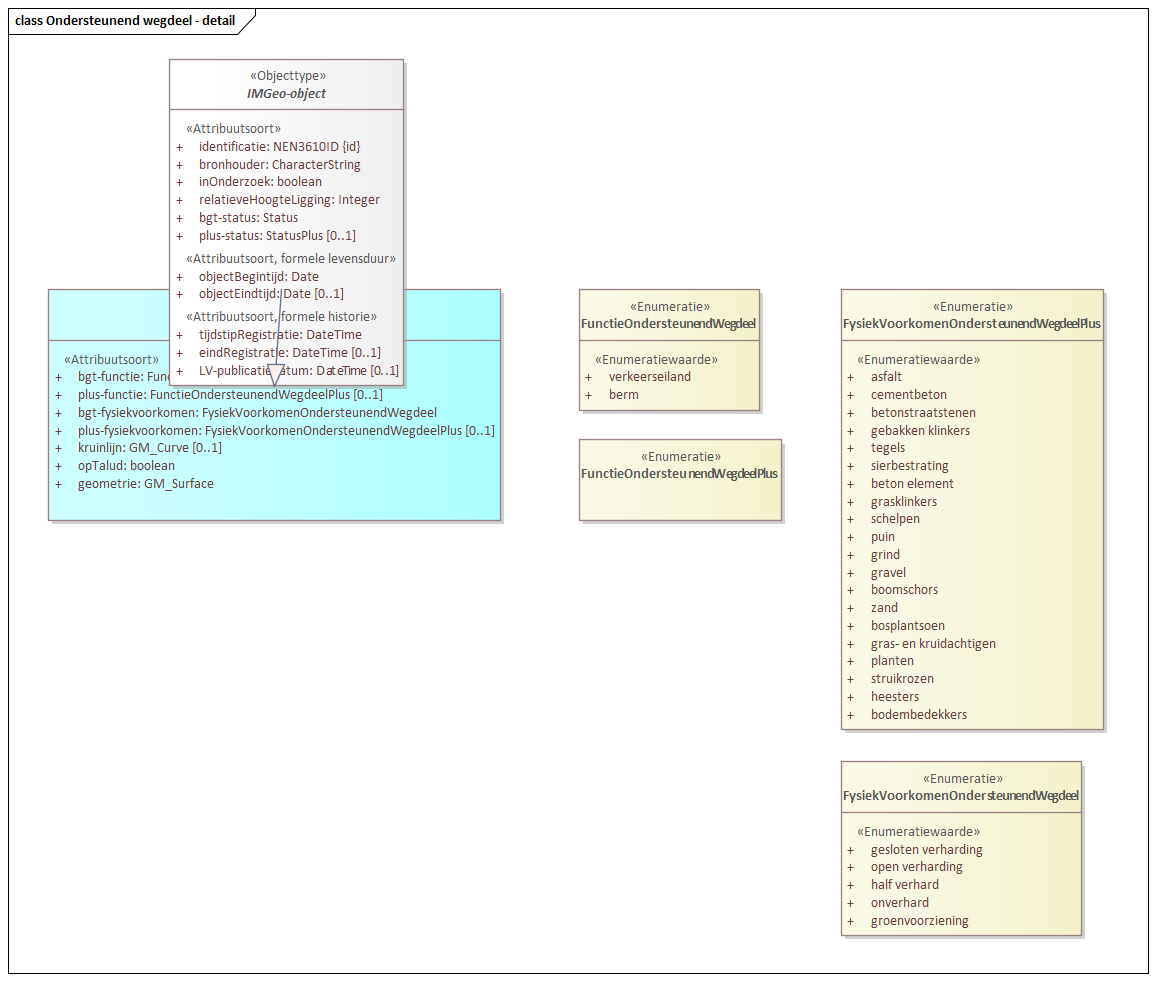 class Ondersteunend wegdeel - detail
«Objecttype»
IMGeo-object
«Attribuutsoort»
+ identificatie: NEN3610ID {id}
+ bronhouder: CharacterString
+ inOnderzoek: boolean
+ relatieveHoogteLigging: Integer
+ bgt-status: Status
+ plus-status: StatusPlus [0..1]
«Attribuutsoort, formele levensduur»
+ objectBegintijd: Date
+ objectEindtijd: Date [0..1]
«Attribuutsoort, formele historie»
+ tijdstipRegistratie: DateTime
+ eindRegistratie: DateTime [0..1]
+ LV-publicatiedatum: DateTime [0..1]
«Attribuutsoort»
+ bgt-functie:
+ plus-functie: FunctieOndersteunendWegdeelPlus [0..1]
+ bgt-fysiekvoorkomen: FysiekVoorkomenOndersteunendWegdeel
+ plus-fysiekvoorkomen: FysiekVoorkomenOndersteunendWegdeelPlus [0..1]
+ kruinlijn: GM_Curve [0..1]
+ opTalud: boolean
+ geometrie: GM_Surface
«Enumeratie»
FunctieOndersteunendWegdeel
«Enumeratiewaarde»
+ verkeerseiland
+ berm
«Enumeratie»
FunctieOndersteunendWegdeelPlus
«Enumeratie»
FysiekVoorkomenOndersteunendWegdeelPlus
«Enumeratiewaarde»
+ asfalt
+ cementbeton
+ betonstraatstenen
+ gebakken klinkers
+ tegels
+ sierbestrating
+ beton element
+ grasklinkers
+ schelpen
+ puin
+ grind
+ gravel
+ boomschors
+ zand
+ bosplantsoen
+ gras- en kruidachtigen
+ planten
+ struikrozen
+ heesters
+ bodembedekkers
«Enumeratie»
FysiekVoorkomenOndersteunendWegdeel
«Enumeratiewaarde»
+ gesloten verharding
+ open verharding
+ half verhard
+ onverhard
+ groenvoorziening